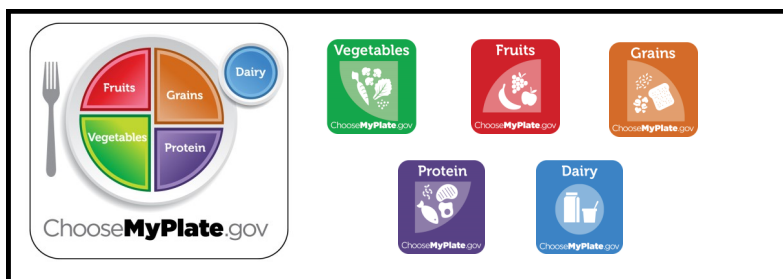 Fruits
Grains
Dairy
Vegetables
Protein
ChooseMyPlate.gov
Vegetables
ChooseMyPlate.gov
Fruits
ChooseMyPlate.gov
Grains
ChooseMyPlate.gov
Protein
ChooseMyPlate.gov
Dairy
ChooseMyPlate.gov